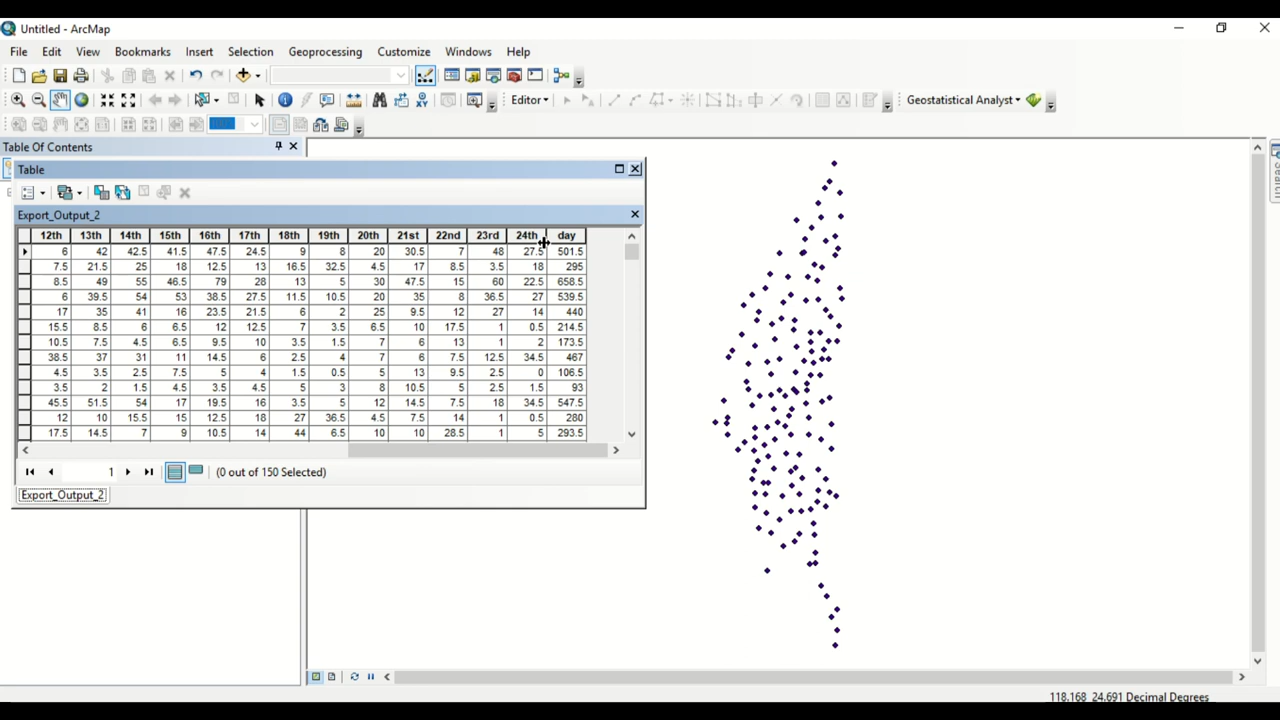 Untitled - ArcMap
File Edit View Bookmarks Insert Selection Geoprocessing Customize Windows Help
Editor
Geostatistical Analyst
Table Of Contents
Table
Export_Output_2
12th 13th 14th 15th 16th 17th 18th 19th 20th 21st 22nd 23rd 24th day
6 42 42.5 41.5 47.5 24.5 9 8 20 30.5 7 48 27.5 501.5
7.5 21.5 25 18 12.5 13 16.5 32.5 4.5 17 8.5 3.5 18 295
8.5 49 55 46.5 79 28 13 5 30 47.5 15 60 22.5 658.5
6 39.5 54 53 38.5 27.5 11.5 10.5 20 35 8 36.5 27 539.5
17 35 41 16 23.5 21.5 6 2 25 9.5 12 27 14 440
15.5 8.5 6 6.5 12 12.5 7 3.5 6.5 10 17.5 1 0.5 214.5
10.5 7.5 4.5 6.5 9.5 10 3.5 1.5 7 6 13 1 2 173.5
38.5 37 31 11 14.5 6 2.5 4 7 6 7.5 12.5 34.5 467
4.5 3.5 2.5 7.5 5 4 1.5 0.5 5 13 9.5 2.5 0 106.5
3.5 2 1.5 4.5 3.5 4.5 5 3 8 10.5 5 2.5 1.5 93
45.5 51.5 54 17 19.5 16 3.5 5 12 14.5 7.5 18 34.5 547.5
12 10 15.5 15 12.5 18 27 36.5 4.5 7.5 14 1 0.5 280
17.5 14.5 7 9 10.5 14 44 6.5 10 10 28.5 1 5 293.5
1
(0 out of 150 Selected)
Export_Output_2
Search
118.168 24.691 Decimal Degrees